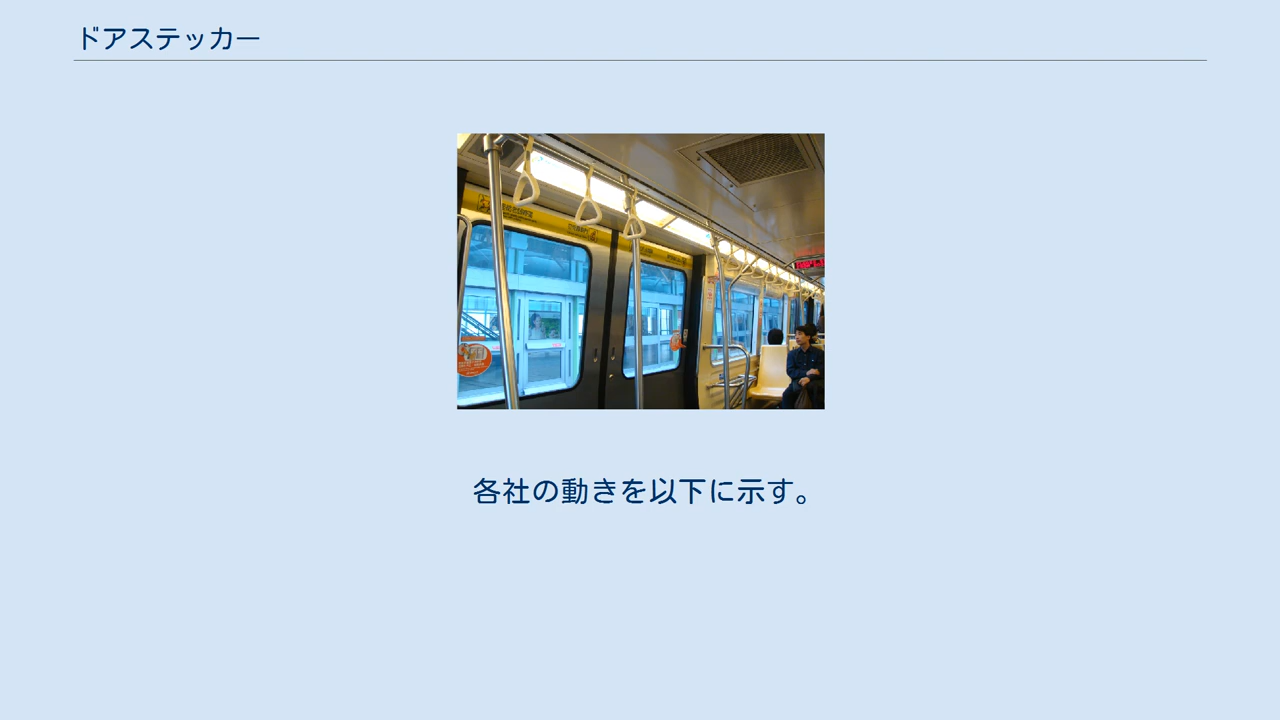 ドアステッカー
各社の動きを以下に示す。